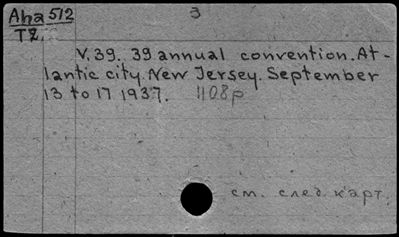 Aha 512 3
TZ
V. 39. 39 annual convention. At-
lantic city. New Jersey. September
13 to 17 1937. 1108p
см. след. карт.